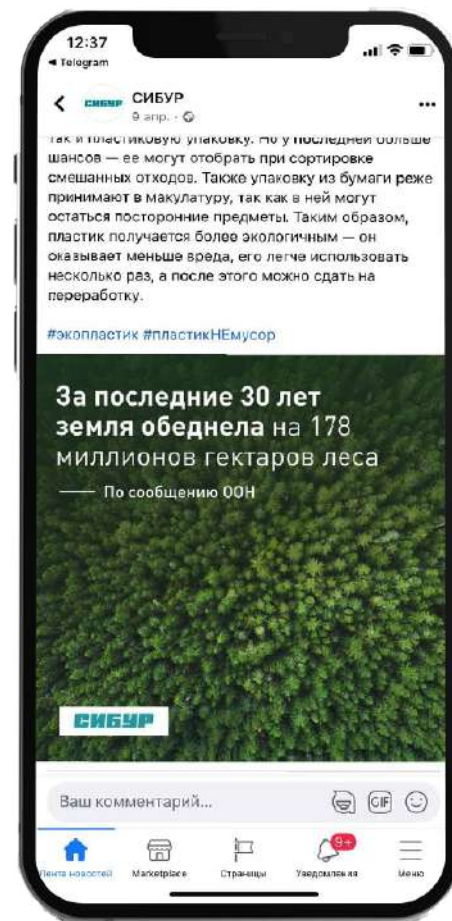 12:37
Telegram
СИБУР
СИБУР
9 апр.
так и пластиковую упаковку. Но у последней больше
шансов — ее могут отобрать при сортировке
смешанных отходов. Также упаковку из бумаги реже
принимают в макулатуру, так как в ней могут
остаться посторонние предметы. Таким образом,
пластик получается более экологичным — он
оказывает меньше вреда, его легче использовать
несколько раз, а после этого можно сдать на
переработку.
#экопластик #пластикНЕмусор
За последние 30 лет
земля обеднела на 178
миллионов гектаров леса
— По сообщению ООН
СИБУР
Ваш комментарий...
GIF
9+
Лента новостей Marketplace Страницы Уведомления Меню